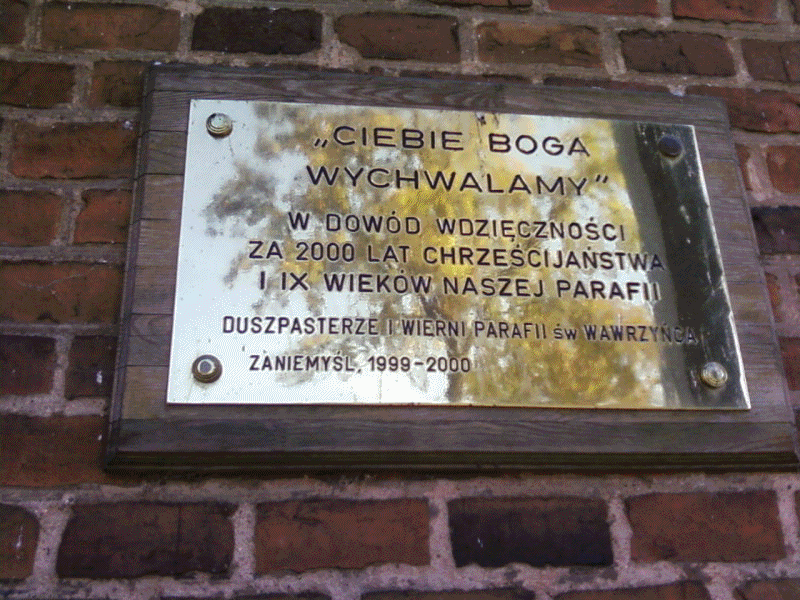 „CIEBIE BOGA
WYCHWALAMY”
W DOWÓD WDZIĘCZNOŚCI
ZA 2000 LAT CHRZEŚCIJAŃSTWA
I IX WIEKÓW NASZEJ PARAFII
DUSZPASTERZE I WIERNI PARAFII ŚW WAWRZYŃCA
ZANIEMYŚL, 1999-2000